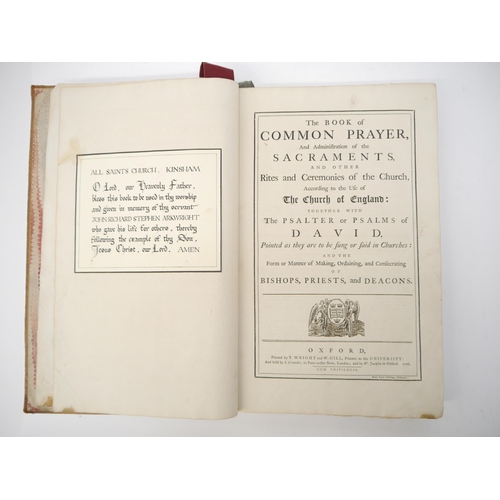 ALL SAINTS CHURCH, KINSHAM
O Lord, our Heavenly Father,
bless this book to be used in thy worship
and given in memory of thy servant
JOHN RICHARD STEPHEN ARKWRIGHT
who gave his life for others, thereby
following the example of thy Son,
Jesus Christ, our Lord, AMEN
The BOOK of
COMMON PRAYER,
And Administration of the
SACRAMENTS,
AND OTHER
Rites and Ceremonies of the Church,
According to the Use of
The Church of England:
TOGETHER WITH
The PSALTER or PSALMS of
DAVID,
Pointed as they are to be sung or said in Churches:
AND THE
Form or Manner of Making, Ordaining, and Consecrating
OF
BISHOPS, PRIESTS, and DEACONS.
OXFORD,
Printed by T. WRIGHT and W. GILL, Printers to the UNIVERSITY:
CUM PRIVILEGIO.